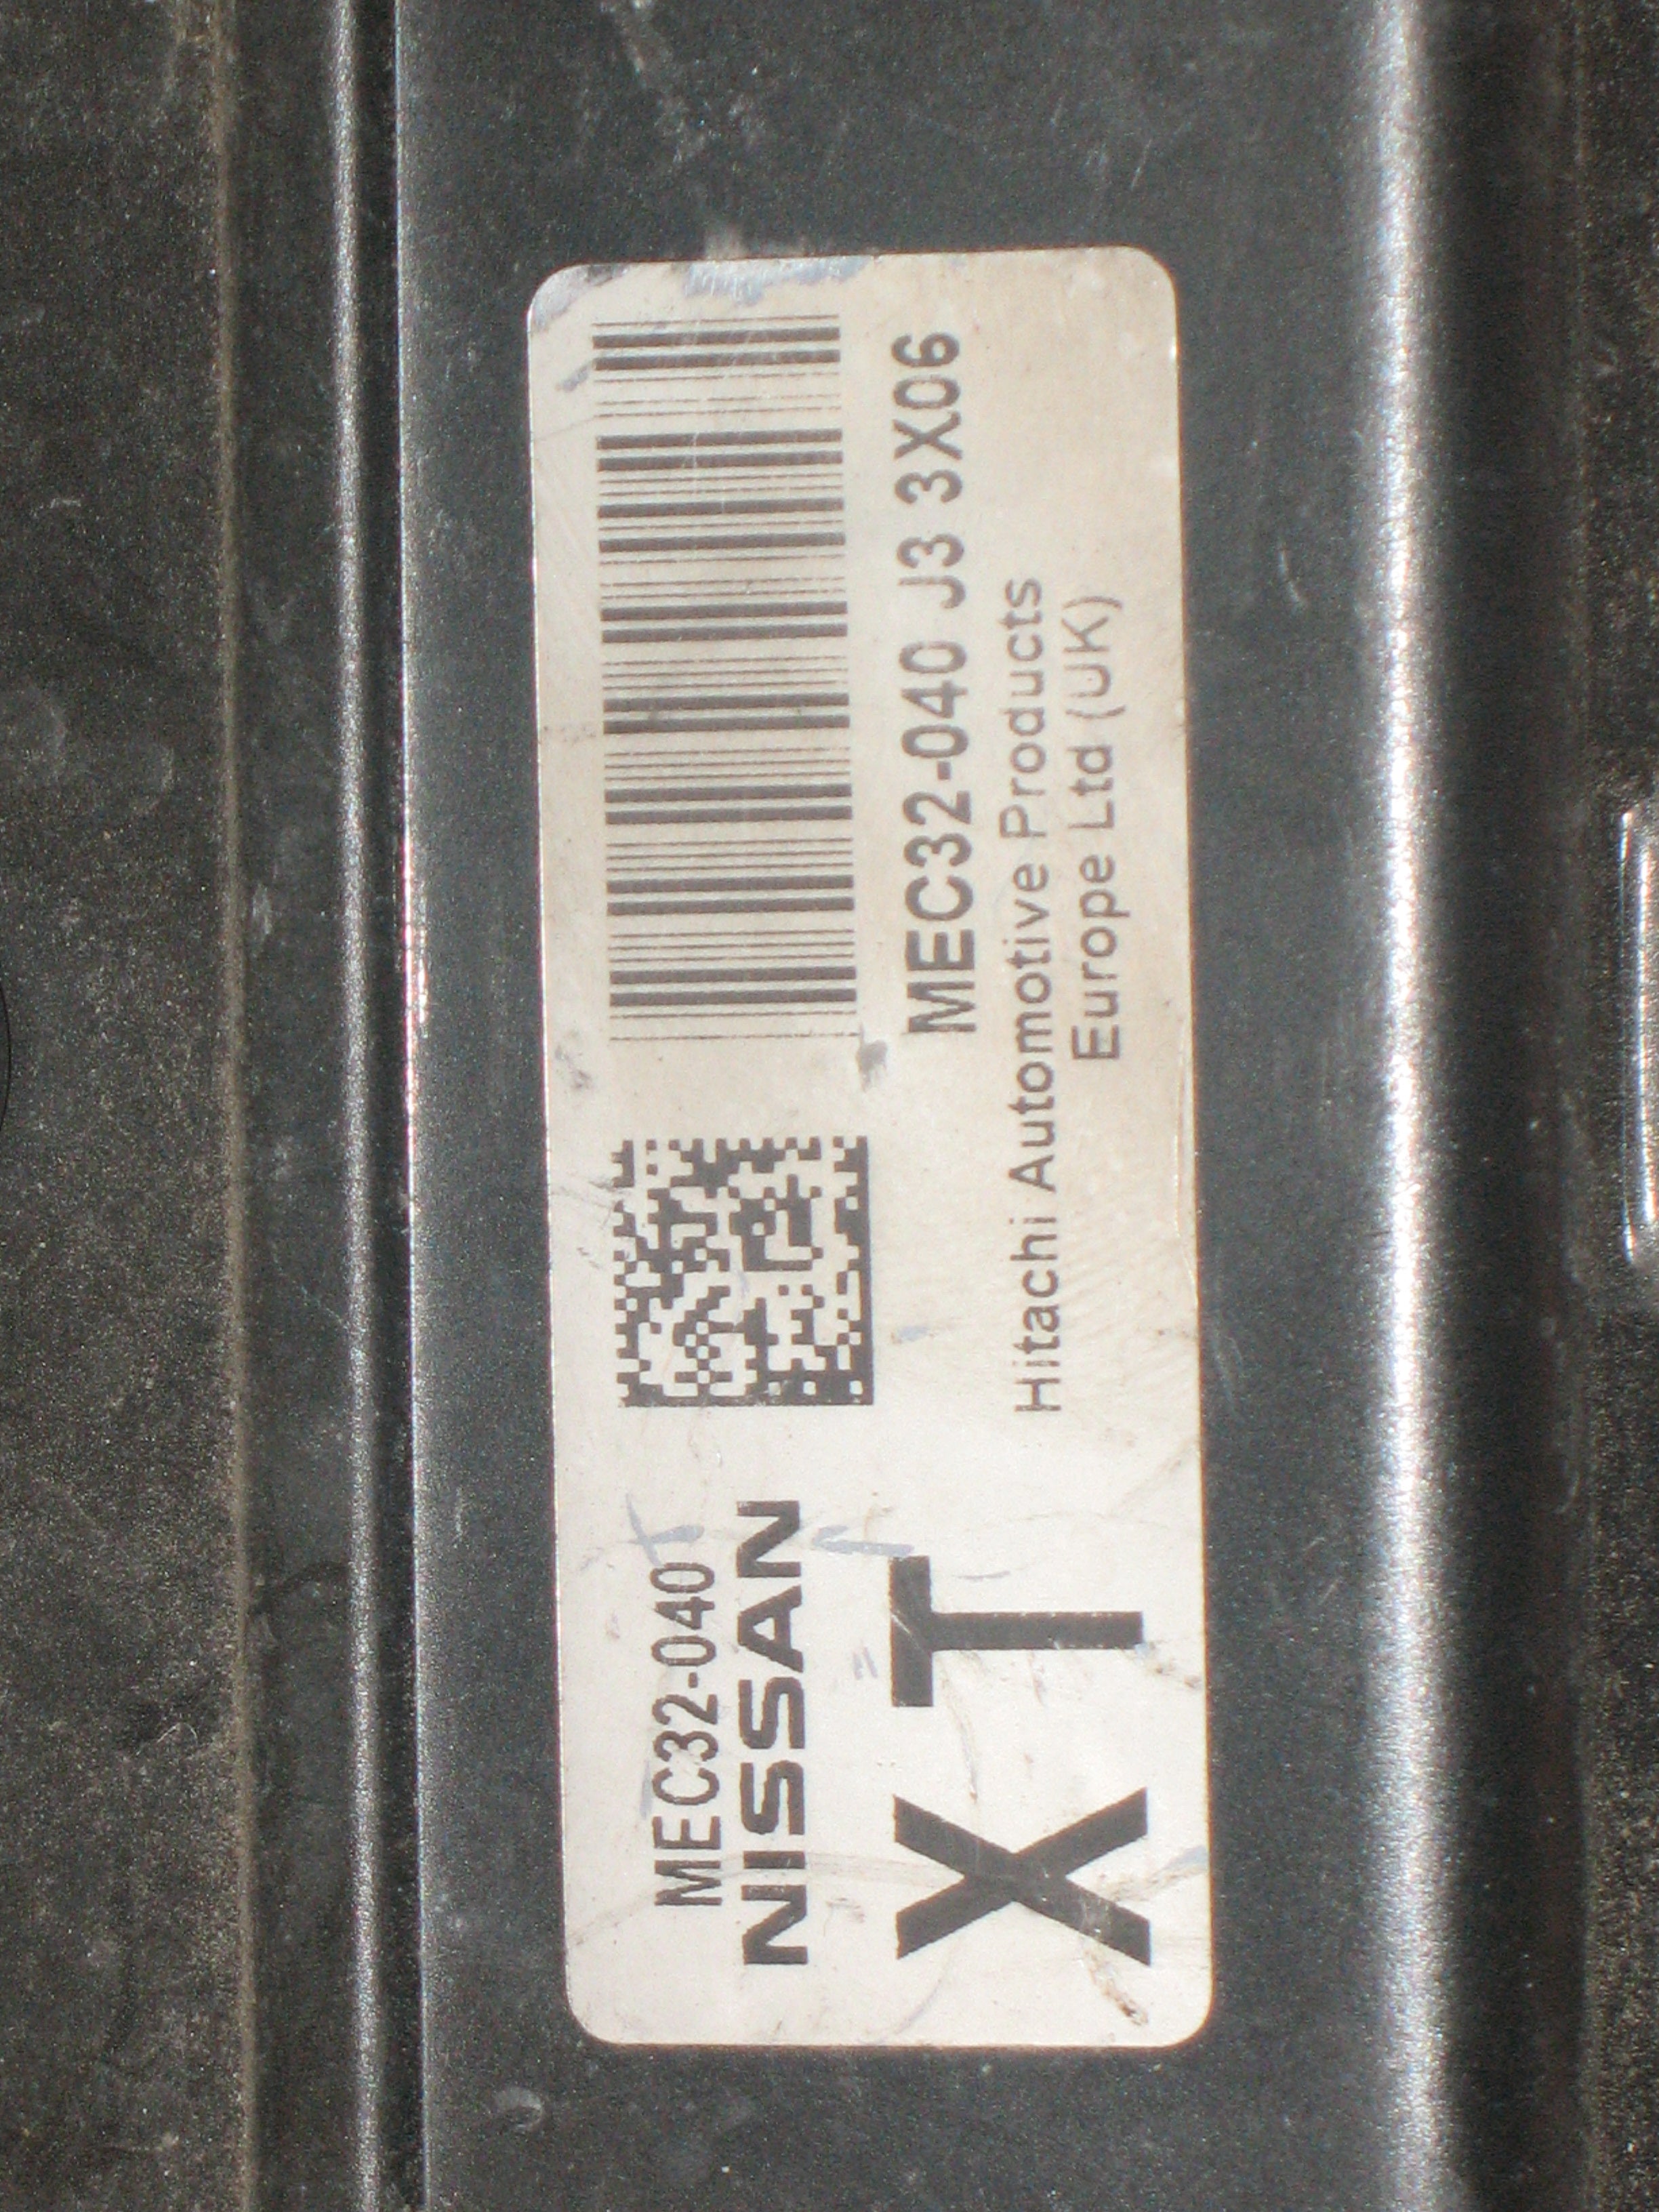 MEC32-040
NISSAN
X T
MEC32-040 J3 3X06
Hitachi Automotive Products
Europe Ltd (UK)